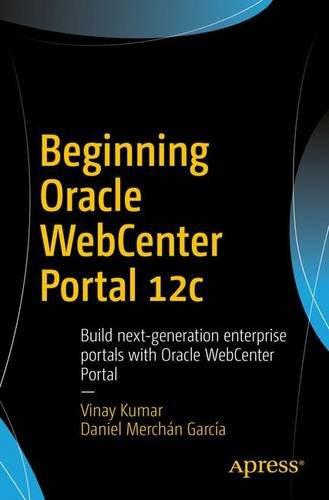 Beginning
Oracle
WebCenter
Portal 12c
Build next-generation enterprise
portals with Oracle WebCenter
Portal
—
Vinay Kumar
Daniel Merchán García
Apress®